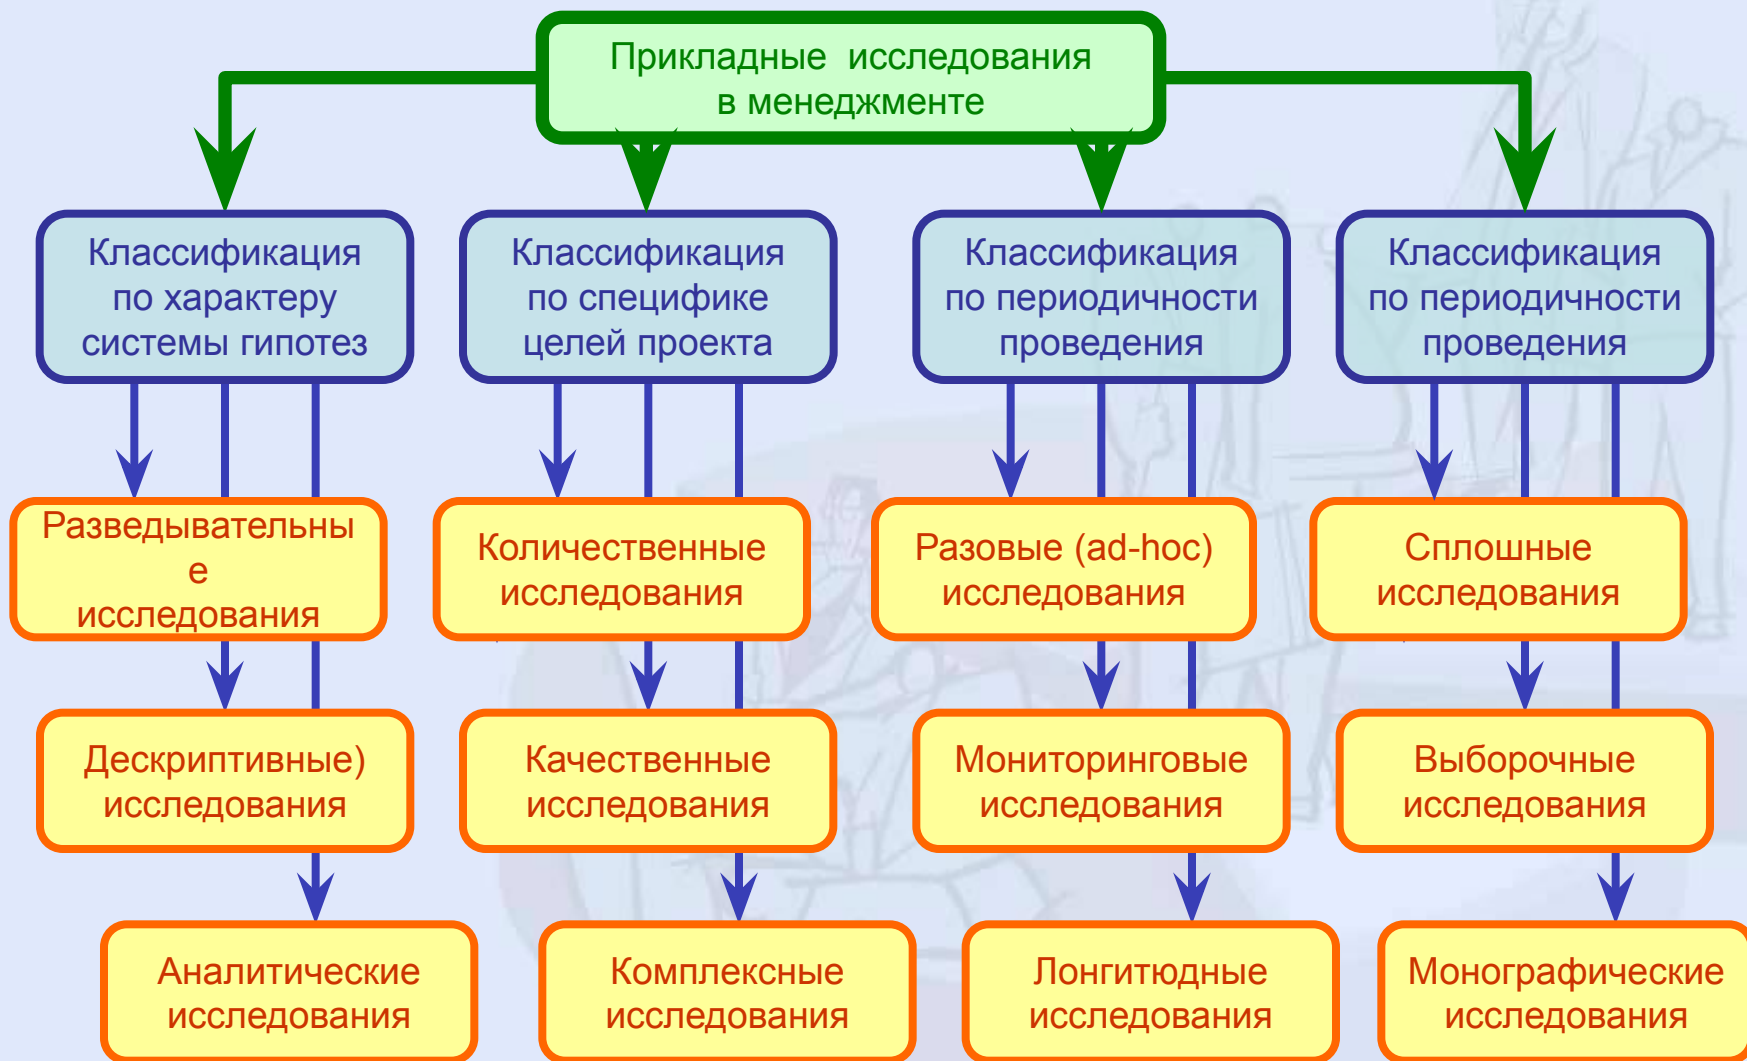 Прикладные исследования
в менеджменте
Классификация
по характеру
системы гипотез
Классификация
по специфике
целей проекта
Классификация
по периодичности
проведения
Классификация
по периодичности
проведения
Разведывательны
е
исследования
Количественные
исследования
Разовые (ad-hoc)
исследования
Сплошные
исследования
Дескриптивные)
исследования
Качественные
исследования
Мониторинговые
исследования
Выборочные
исследования
Аналитические
исследования
Комплексные
исследования
Лонгитюдные
исследования
Монографические
исследования